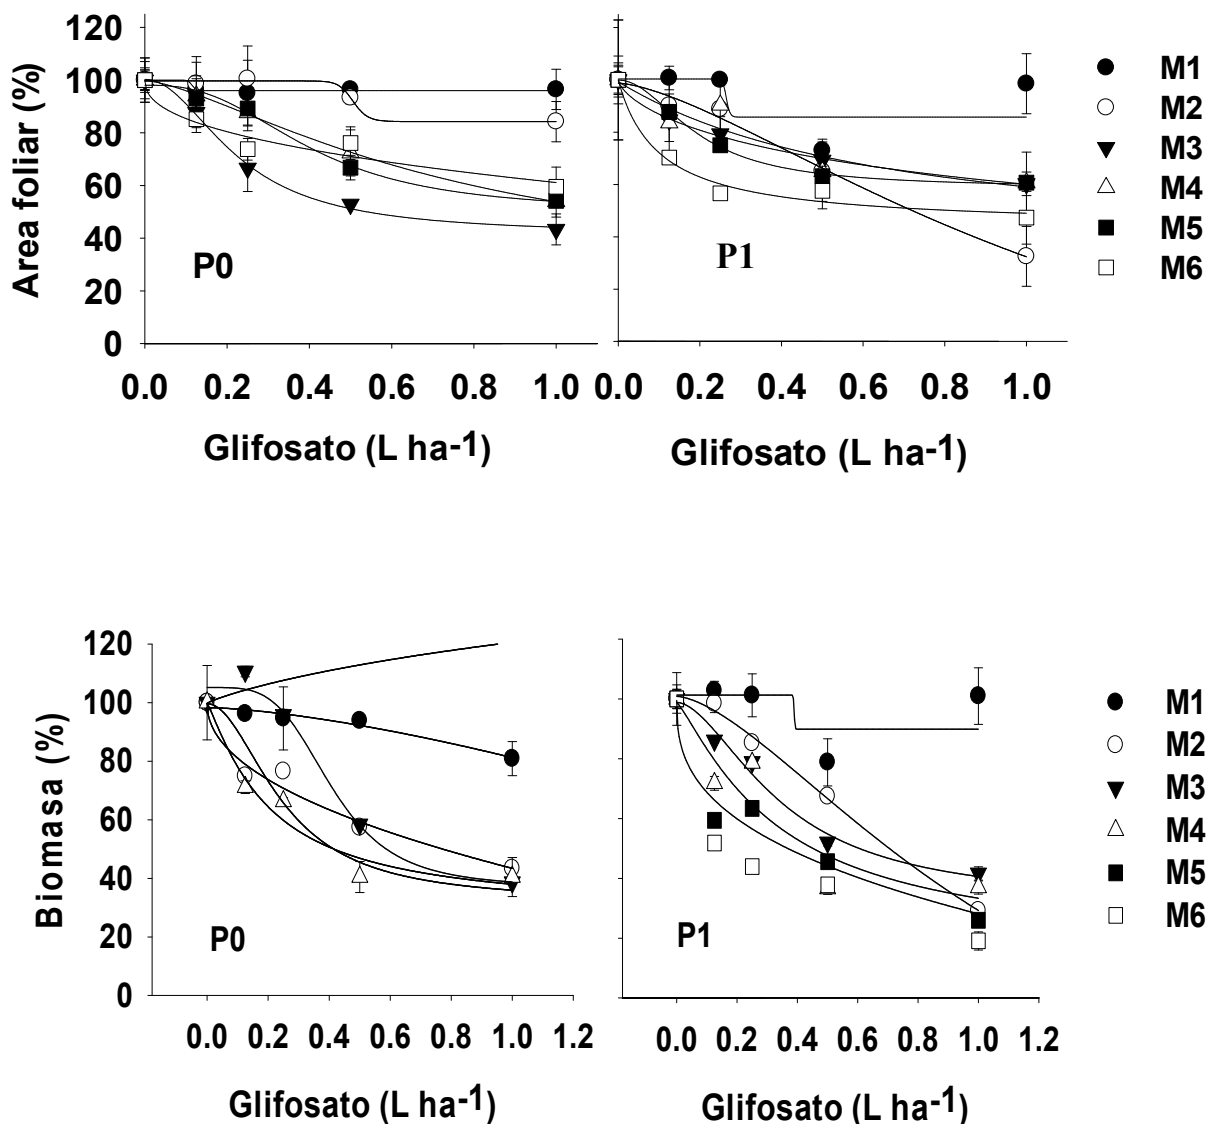 120
100
80
60
40
20
0
Area foliar (%)
P0
P1
0.0 0.2 0.4 0.6 0.8 1.0
0.0 0.2 0.4 0.6 0.8 1.0
Glifosato (L ha-1)
Glifosato (L ha-1)
M1
M2
M3
M4
M5
M6
120
100
80
60
40
20
0
Biomasa (%)
P0
P1
0.0 0.2 0.4 0.6 0.8 1.0 1.2
0.0 0.2 0.4 0.6 0.8 1.0 1.2
Glifosato (L ha-1)
Glifosato (L ha-1)
M1
M2
M3
M4
M5
M6